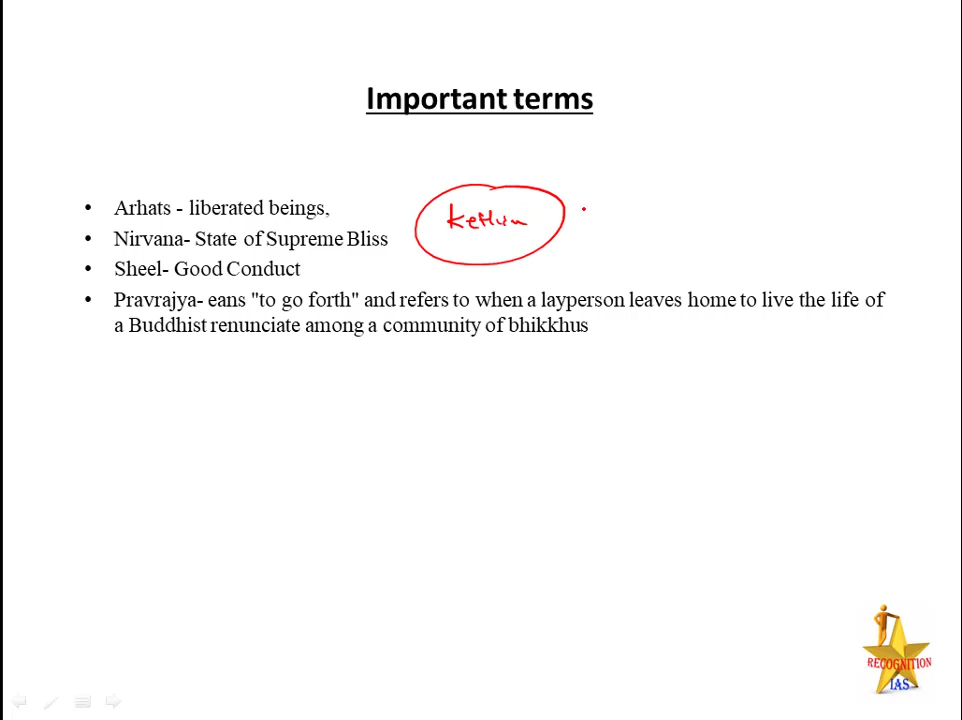 Important terms
• Arhats - liberated beings,
• Nirvana- State of Supreme Bliss
• Sheel- Good Conduct
• Pravrajya- eans "to go forth" and refers to when a layperson leaves home to live the life of
a Buddhist renunciate among a community of bhikkhus
RECOGNITION
IAS